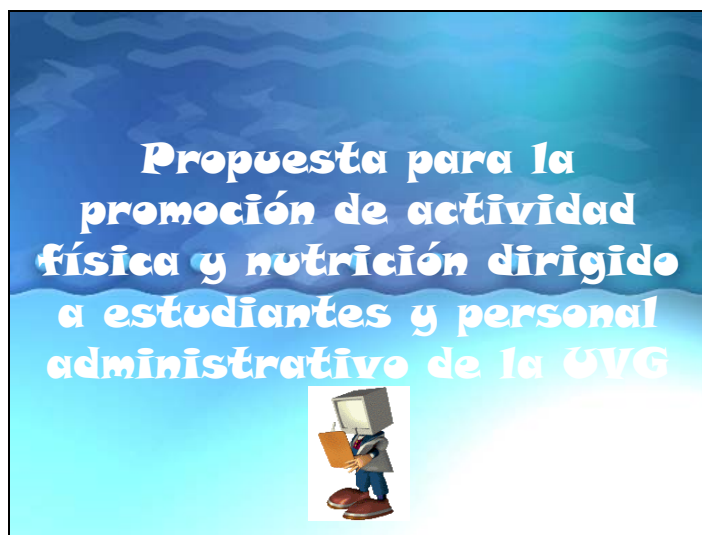 Propuesta para la
promoción de actividad
física y nutrición dirigido
a estudiantes y personal
administrativo de la UVG